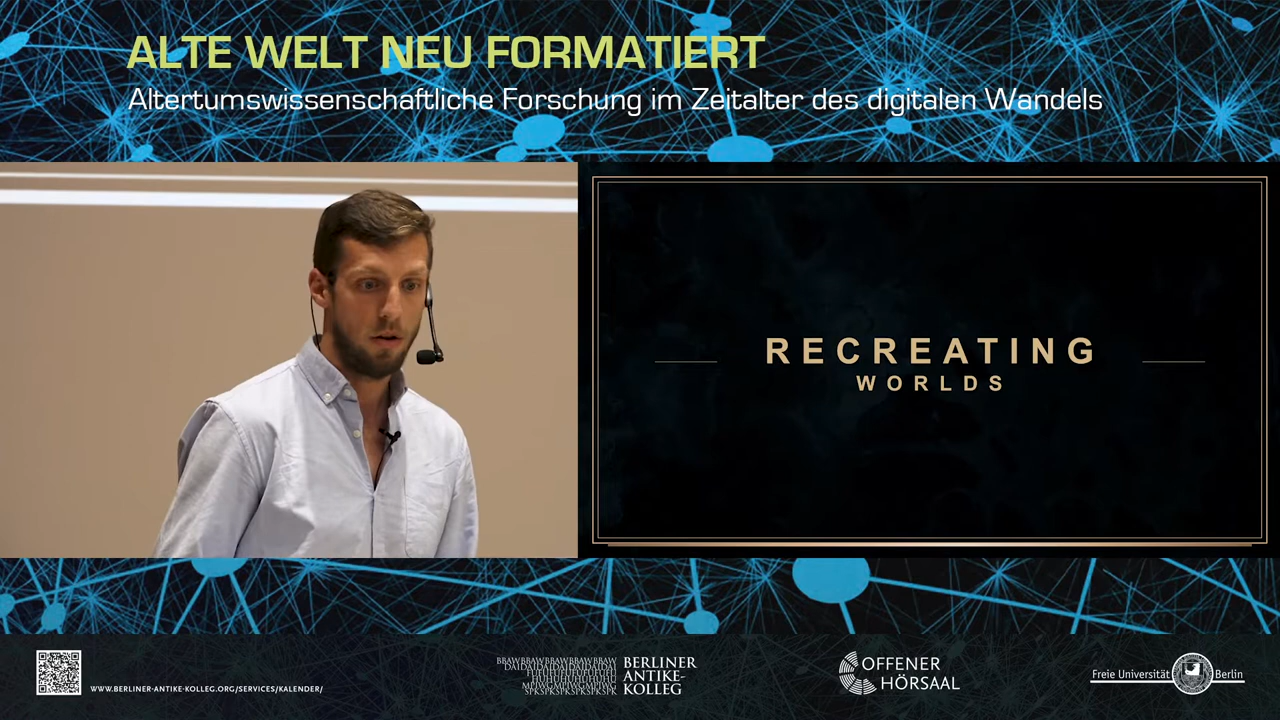 ALTE WELT NEU FORMATIERT
Altertumswissenschaftliche Forschung im Zeitalter des digitalen Wandels
RECREATING
WORLDS
WWW.BERLINER-ANTIKE-KOLLEG.ORG/SERVICES/KALENDER/
BERLINER
ANTIKE-
KOLLEG
OFFENER
HÖRSAAL
Freie Universität Berlin